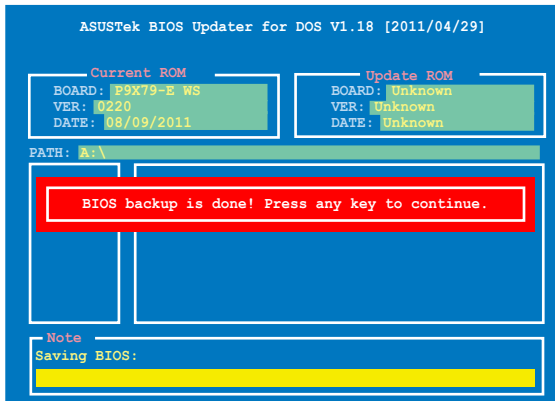 ASUSTek BIOS Updater for DOS V1.18 [2011/04/29]
Current ROM
BOARD: P9X79-E WS
VER: 0220
DATE: 08/09/2011
Update ROM
BOARD: Unknown
VER: Unknown
DATE: Unknown
PATH: A:\
BIOS backup is done! Press any key to continue.
Note
Saving BIOS: